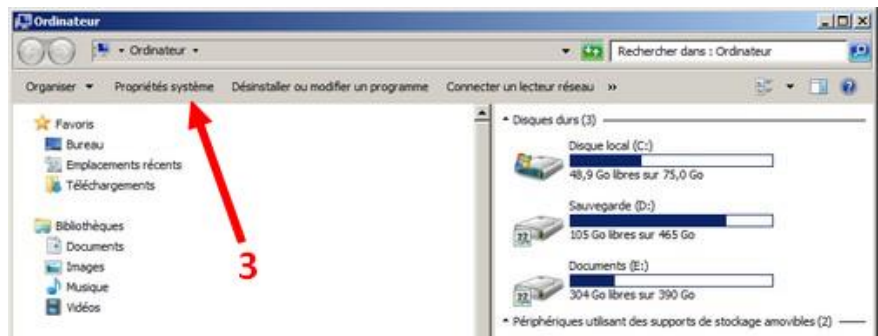 Ordinateur
Ordinateur
Rechercher dans : Ordinateur
Organiser Propriétés système Désinstaller ou modifier un programme Connecter un lecteur réseau »
Favoris
Bureau
Emplacements récents
Téléchargements
Bibliothèques
Documents
Images
Musique
Vidéos
3
Disques durs (3)
Disque local (C:)
48,9 Go libres sur 75,0 Go
Sauvegarde (D:)
105 Go libres sur 465 Go
Documents (E:)
304 Go libres sur 390 Go
Périphériques utilisant des supports de stockage amovibles (2)